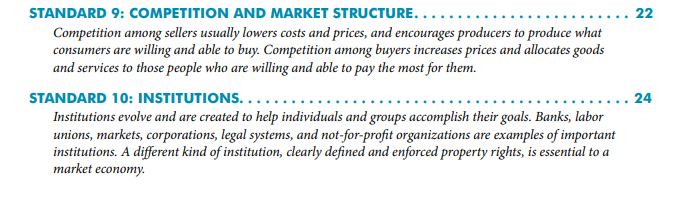 STANDARD 9: COMPETITION AND MARKET STRUCTURE. . . . . . . . . . . . . . . . . . . . . . . . . . 22
Competition among sellers usually lowers costs and prices, and encourages producers to produce what
consumers are willing and able to buy. Competition among buyers increases prices and allocates goods
and services to those people who are willing and able to pay the most for them.
STANDARD 10: INSTITUTIONS. . . . . . . . . . . . . . . . . . . . . . . . . . . . . . . . . . . . . . . . . . . . . 24
Institutions evolve and are created to help individuals and groups accomplish their goals. Banks, labor
unions, markets, corporations, legal systems, and not-for-profit organizations are examples of important
institutions. A different kind of institution, clearly defined and enforced property rights, is essential to a
market economy.